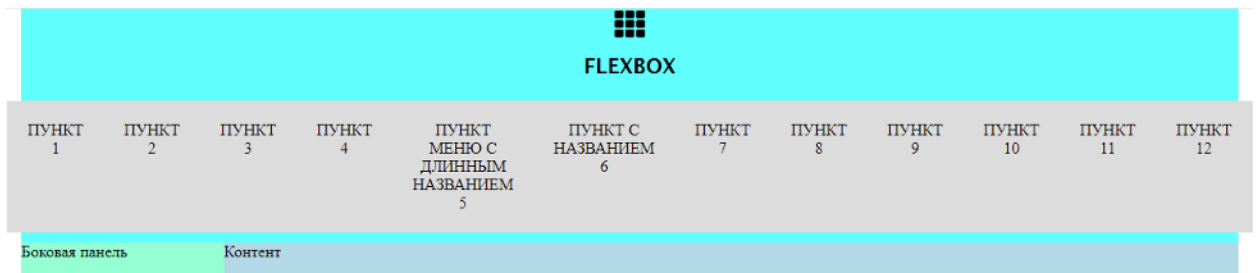 FLEXBOX
ПУНКТ ПУНКТ ПУНКТ ПУНКТ ПУНКТ ПУНКТ С ПУНКТ ПУНКТ ПУНКТ ПУНКТ ПУНКТ ПУНКТ
1 2 3 4 МЕНЮ С НАЗВАНИЕМ 7 8 9 10 11 12
ДЛИННЫМ 6
НАЗВАНИЕМ
5
Боковая панель Контент